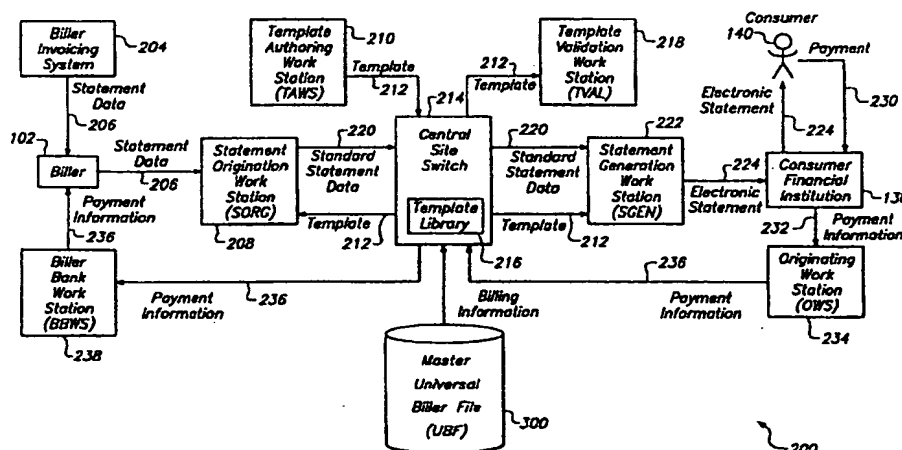 Biller
Invoicing
System
204
Template
Authoring
Work
Station
(TAWS)
210
Template
212
214
212
Template
Template
Validation
Work
Station
(TVAL)
218
Consumer
140
Payment
230
Electronic
Statement
224
Statement
Data
206
102
Biller
Statement
Data
206
Statement
Origination
Work
Station
(SORG)
208
220
Standard
Statement
Data
Template
212
Central
Site
Switch
Template
Library
216
220
Standard
Statement
Data
Template
212
222
Statement
Generation
Work
Station
(SGEN)
224
Electronic
Statement
Consumer
Financial
Institution
138
232
Payment
Information
Payment
Information
236
Biller
Bank
Work
Station
(BBWS)
238
Payment
Information
236
Billing
Information
236
Payment
Information
Originating
Work
Station
(OWS)
234
Master
Universal
Biller File
(UBF)
300
200